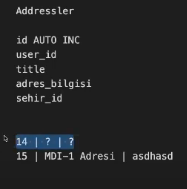 Addressler
id AUTO INC
user_id
title
adres_bilgisi
sehir_id
14 | ? | ?
15 | MDI-1 Adresi | asdhasd